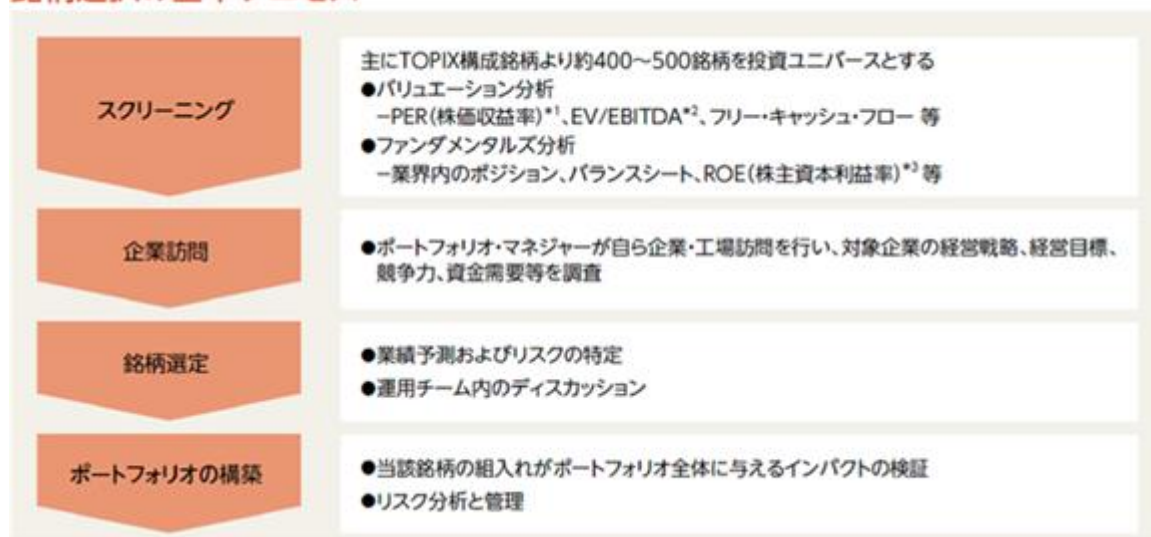 スクリーニング
主にTOPIX構成銘柄より約400～500銘柄を投資ユニバースとする
●バリュエーション分析
－PER(株価収益率)*1、EV/EBITDA*2、フリー・キャッシュ・フロー 等
●ファンダメンタルズ分析
－業界内のポジション、バランスシート、ROE(株主資本利益率)*3 等
企業訪問
●ポートフォリオ・マネジャーが自ら企業・工場訪問を行い、対象企業の経営戦略、経営目標、
競争力、資金需要等を調査
銘柄選定
●業績予測およびリスクの特定
●運用チーム内のディスカッション
ポートフォリオの構築
●当該銘柄の組入れがポートフォリオ全体に与えるインパクトの検証
●リスク分析と管理